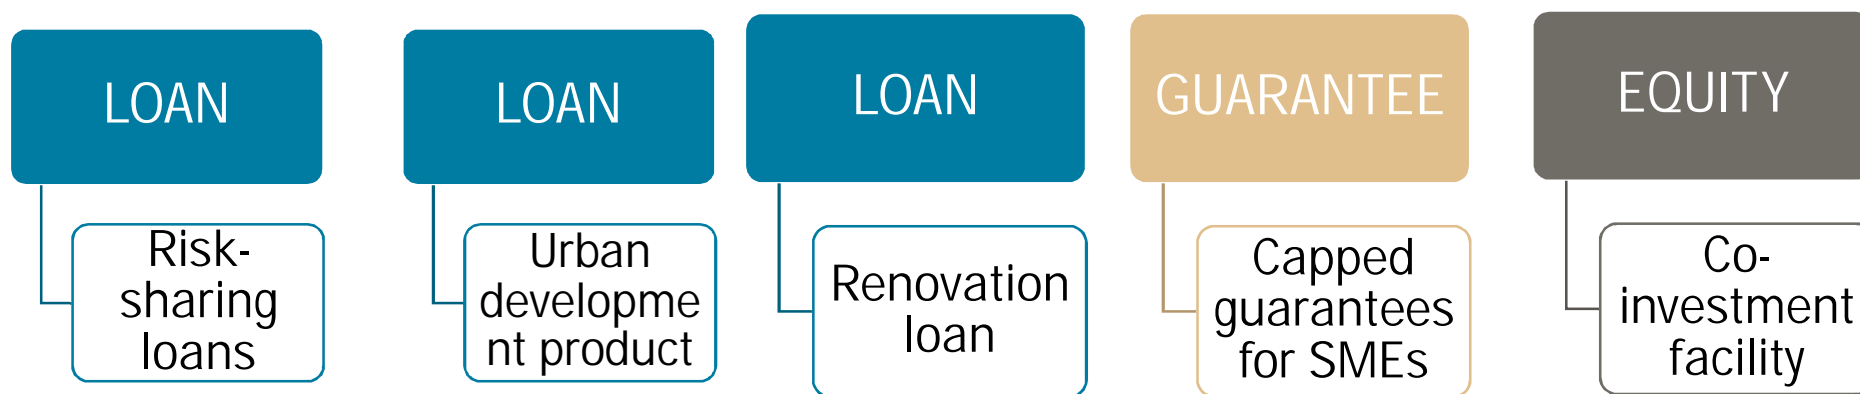 LOAN
LOAN
LOAN
GUARANTEE
EQUITY
Risk-
sharing
loans
Urban
developme
nt product
Renovation
loan
Capped
guarantees
for SMEs
Co-
investment
facility